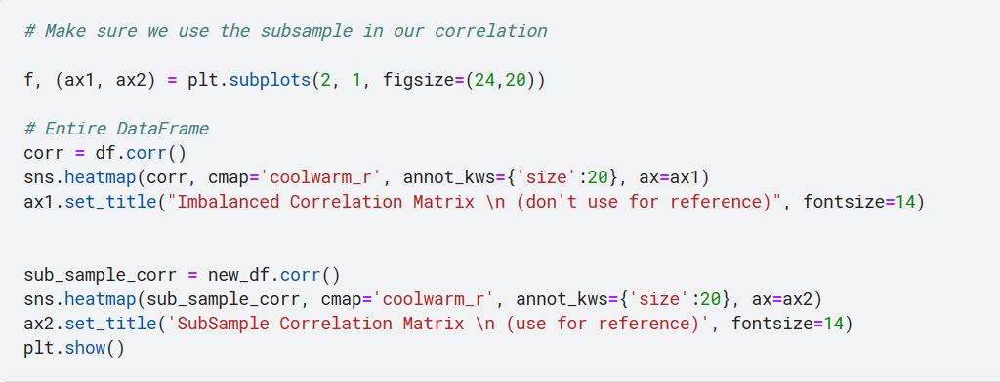 # Make sure we use the subsample in our correlation
f, (ax1, ax2) = plt.subplots(2, 1, figsize=(24,20))
# Entire DataFrame
corr = df.corr()
sns.heatmap(corr, cmap='coolwarm_r', annot_kws={'size':20}, ax=ax1)
ax1.set_title("Imbalanced Correlation Matrix \n (don't use for reference)", fontsize=14)
sub_sample_corr = new_df.corr()
sns.heatmap(sub_sample_corr, cmap='coolwarm_r', annot_kws={'size':20}, ax=ax2)
ax2.set_title('SubSample Correlation Matrix \n (use for reference)', fontsize=14)
plt.show()